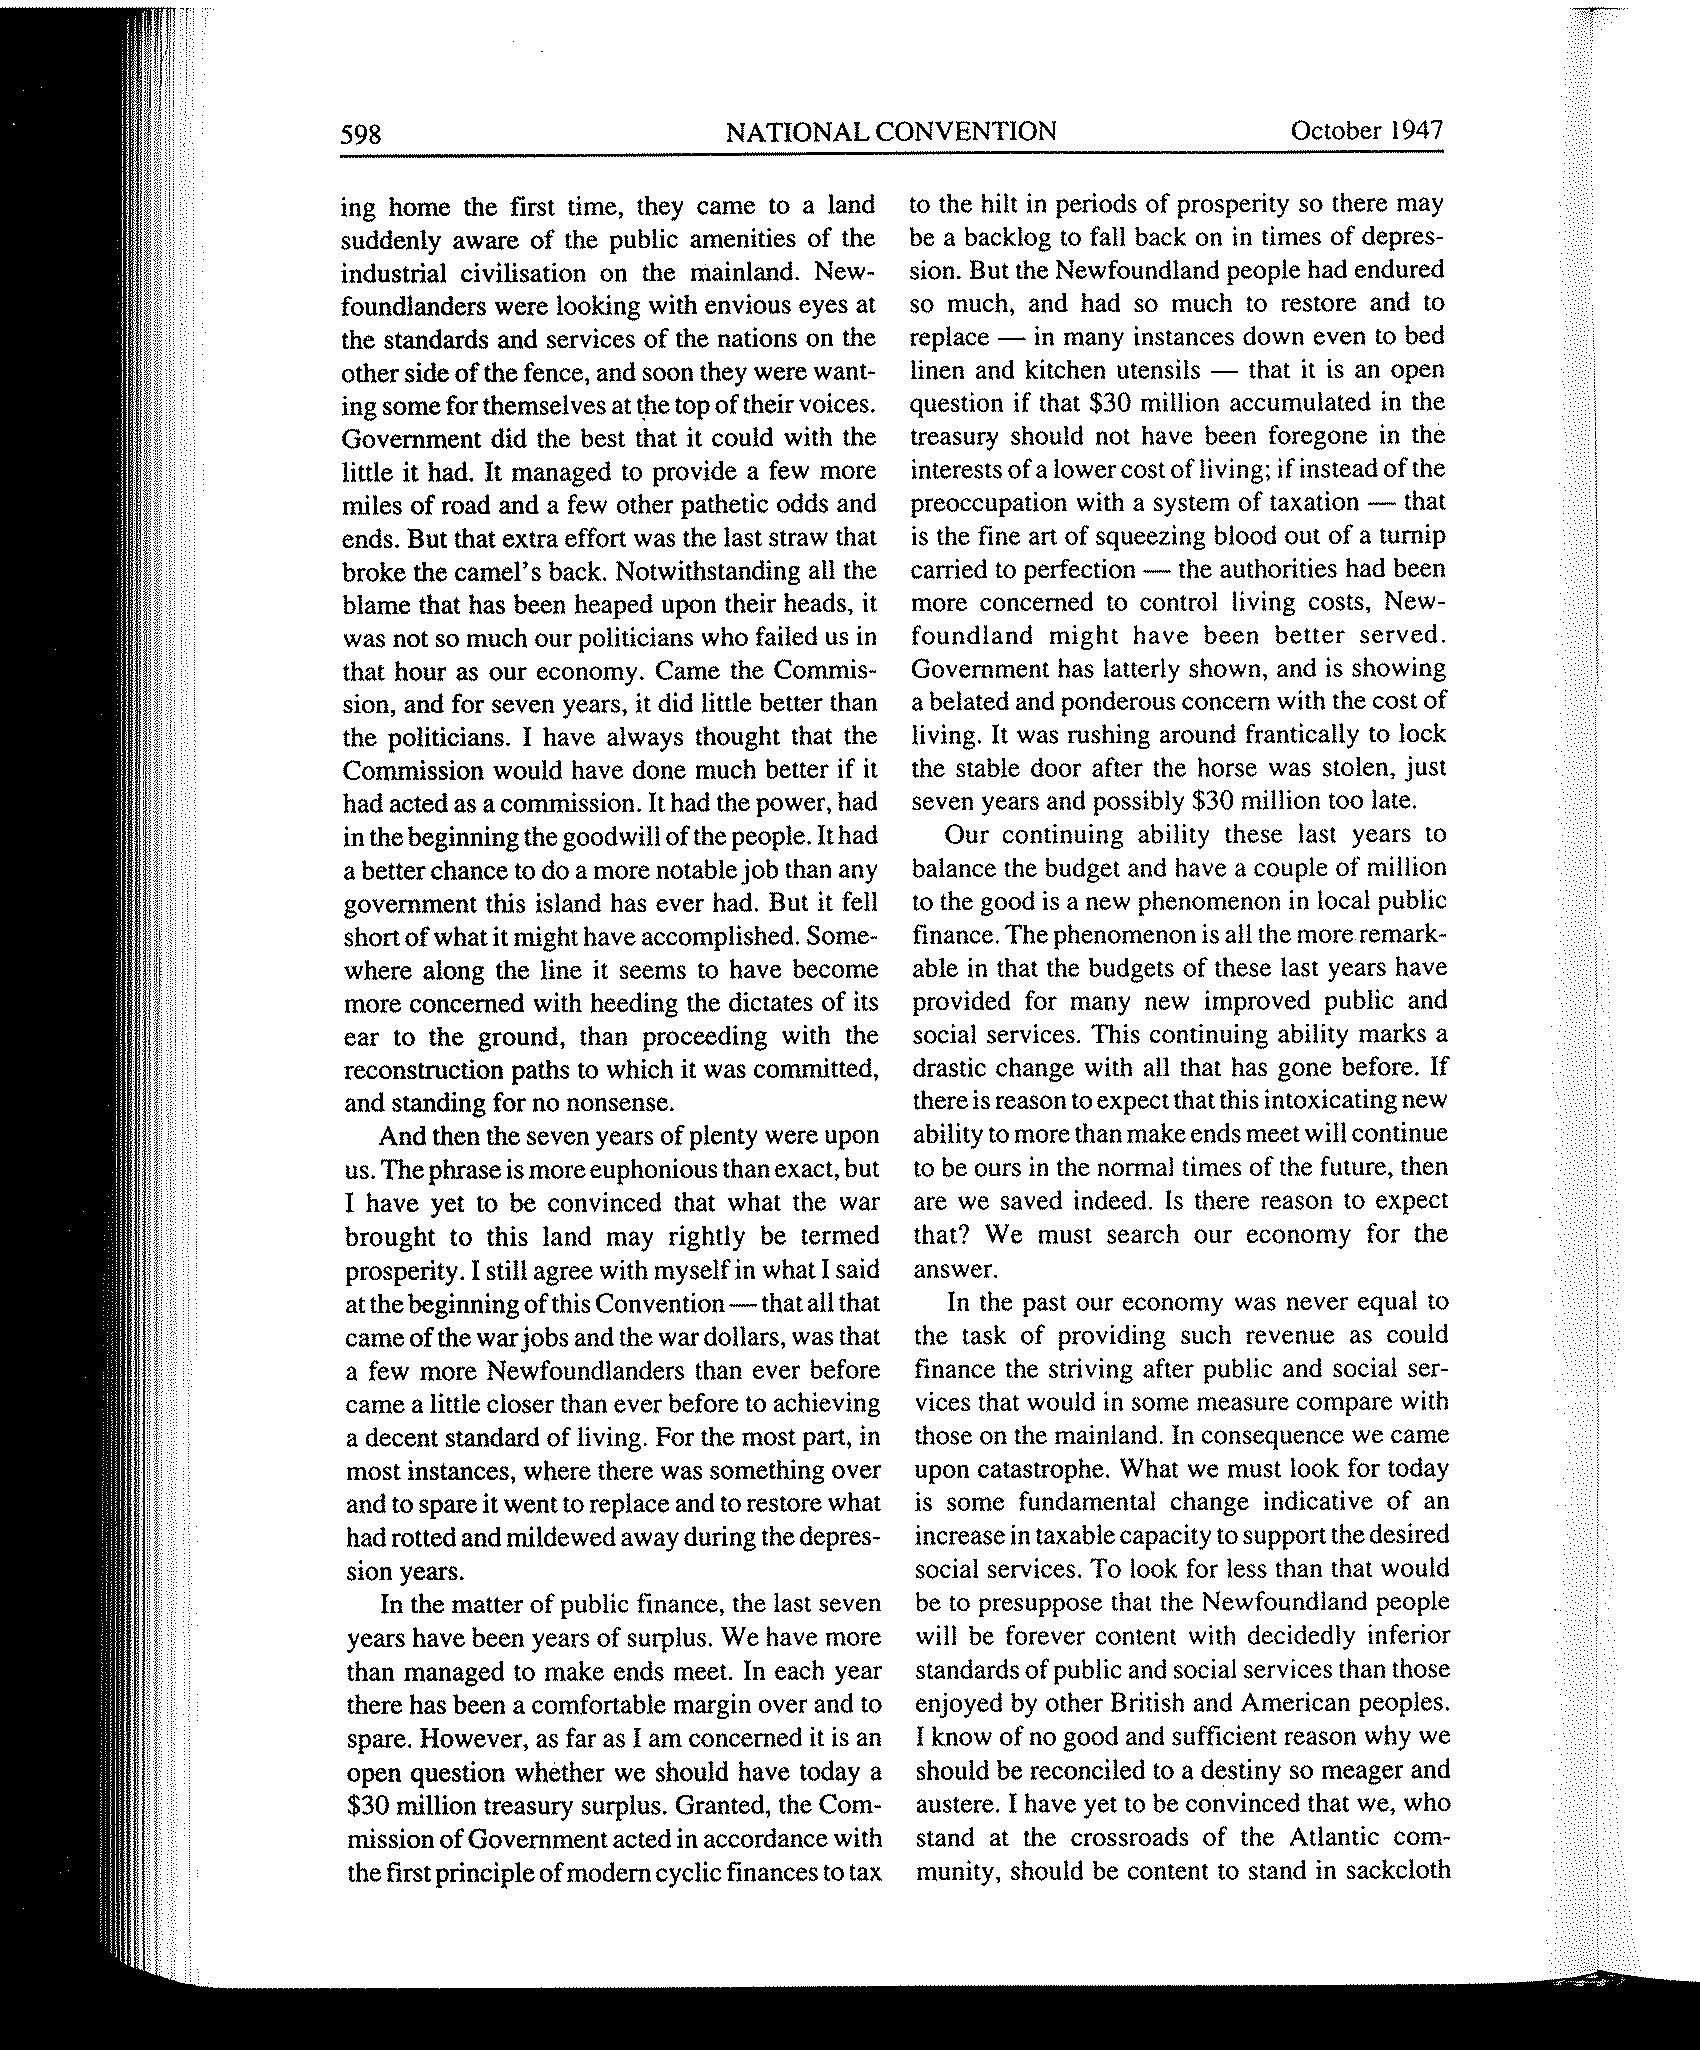 598 NATIONAL CONVENTION October 1947
ing home the first time, they came to a land
suddenly aware of the public amenities of the
industrial civilisation on the mainland. New-
foundlanders were looking with envious eyes at
the standards and services of the nations on the
other side of the fence, and soon they were want-
ing some for themselves at the top of their voices.
Government did the best that it could with the
little it had. It managed to provide a few more
miles of road and a few other pathetic odds and
ends. But that extra effort was the last straw that
broke the camel's back. Notwithstanding all the
blame that has been heaped upon their heads, it
was not so much our politicians who failed us in
that hour as our economy. Came the Commis-
sion, and for seven years, it did little better than
the politicians. I have always thought that the
Commission would have done much better if it
had acted as a commission. It had the power, had
in the beginning the goodwill of the people. It had
a better chance to do a more notable job than any
government this island has ever had. But it fell
short of what it might have accomplished. Some-
where along the line it seems to have become
more concerned with heeding the dictates of its
ear to the ground, than proceeding with the
reconstruction paths to which it was committed,
and standing for no nonsense.
And then the seven years of plenty were upon
us. The phrase is more euphonious than exact, but
I have yet to be convinced that what the war
brought to this land may rightly be termed
prosperity. I still agree with myself in what I said
at the beginning of this Convention — that all that
came of the war jobs and the war dollars, was that
a few more Newfoundlanders than ever before
came a little closer than ever before to achieving
a decent standard of living. For the most part, in
most instances, where there was something over
and to spare it went to replace and to restore what
had rotted and mildewed away during the depres-
sion years.
In the matter of public finance, the last seven
years have been years of surplus. We have more
than managed to make ends meet. In each year
there has been a comfortable margin over and to
spare. However, as far as I am concerned it is an
open question whether we should have today a
$30 million treasury surplus. Granted, the Com-
mission of Government acted in accordance with
the first principle of modern cyclic finances to tax
to the hilt in periods of prosperity so there may
be a backlog to fall back on in times of depres-
sion. But the Newfoundland people had endured
so much, and had so much to restore and to
replace — in many instances down even to bed
linen and kitchen utensils — that it is an open
question if that $30 million accumulated in the
treasury should not have been foregone in the
interests of a lower cost of living; if instead of the
preoccupation with a system of taxation — that
is the fine art of squeezing blood out of a turnip
carried to perfection — the authorities had been
more concerned to control living costs, New-
foundland might have been better served.
Government has latterly shown, and is showing
a belated and ponderous concern with the cost of
living. It was rushing around frantically to lock
the stable door after the horse was stolen, just
seven years and possibly $30 million too late.
Our continuing ability these last years to
balance the budget and have a couple of million
to the good is a new phenomenon in local public
finance. The phenomenon is all the more remark-
able in that the budgets of these last years have
provided for many new improved public and
social services. This continuing ability marks a
drastic change with all that has gone before. If
there is reason to expect that this intoxicating new
ability to more than make ends meet will continue
to be ours in the normal times of the future, then
are we saved indeed. Is there reason to expect
that? We must search our economy for the
answer.
In the past our economy was never equal to
the task of providing such revenue as could
finance the striving after public and social ser-
vices that would in some measure compare with
those on the mainland. In consequence we came
upon catastrophe. What we must look for today
is some fundamental change indicative of an
increase in taxable capacity to support the desired
social services. To look for less than that would
be to presuppose that the Newfoundland people
will be forever content with decidedly inferior
standards of public and social services than those
enjoyed by other British and American peoples.
I know of no good and sufficient reason why we
should be reconciled to a destiny so meager and
austere. I have yet to be convinced that we, who
stand at the crossroads of the Atlantic com-
munity, should be content to stand in sackcloth